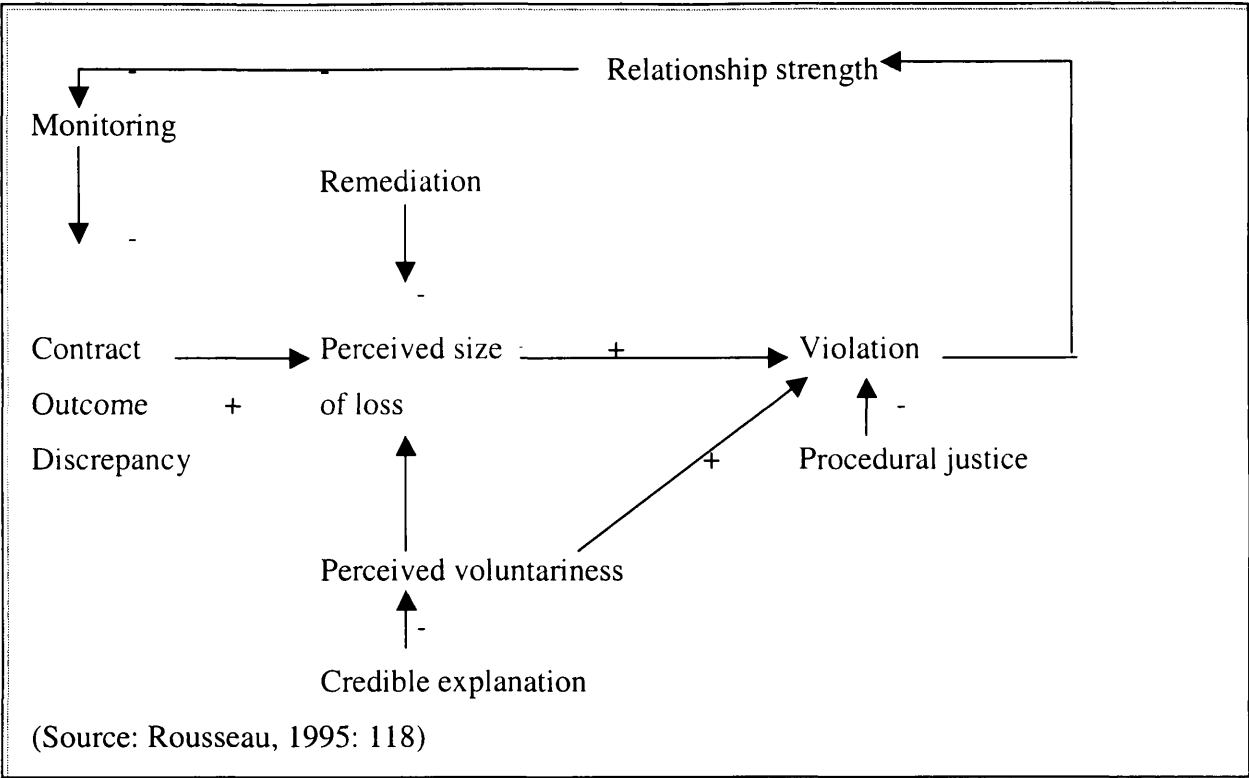 - - Relationship strength
Monitoring
Remediation
-
-
Contract Perceived size + Violation
Outcome + of loss -
Discrepancy + Procedural justice
Perceived voluntariness
-
Credible explanation
(Source: Rousseau, 1995: 118)